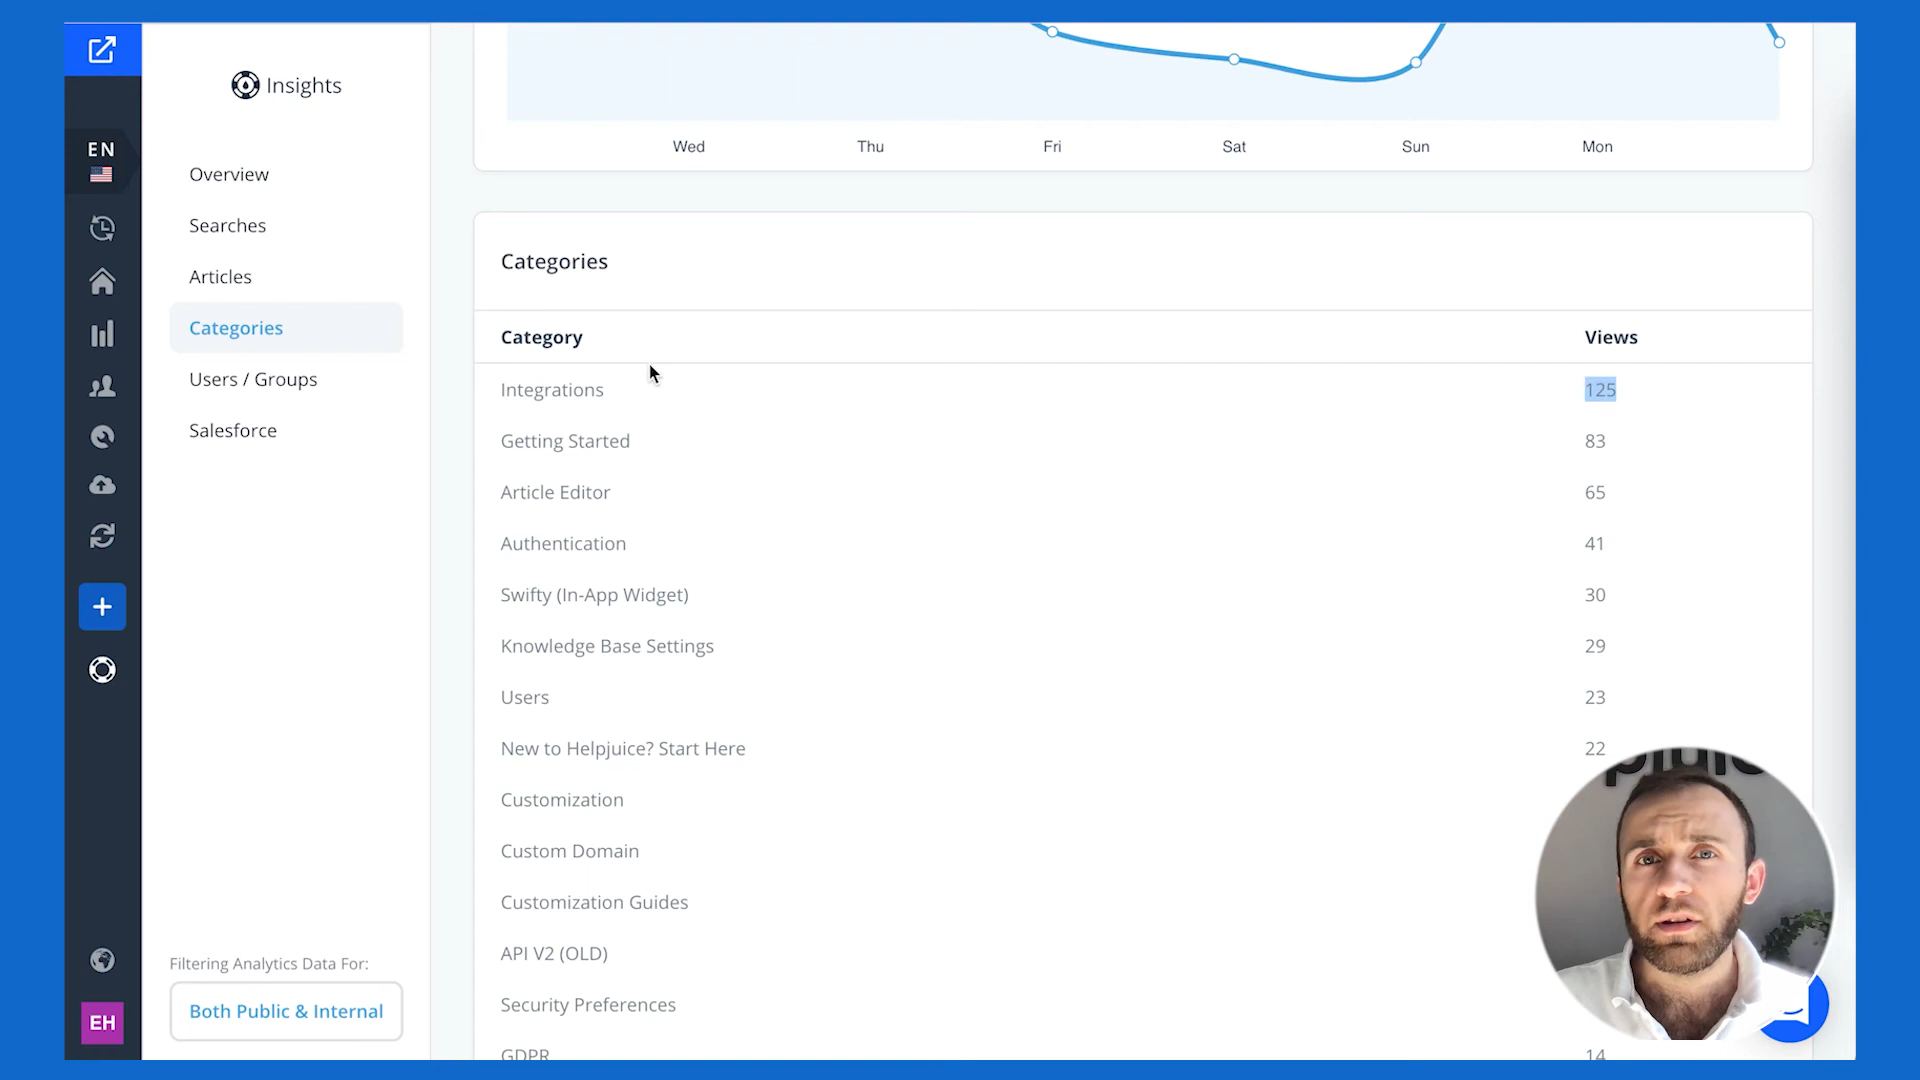 EN
Insights
Overview
Searches
Articles
Categories
Users / Groups
Salesforce
Filtering Analytics Data For:
Both Public & Internal
EH
Wed Thu Fri Sat Sun Mon
Categories
Category Views
Integrations 125
Getting Started 83
Article Editor 65
Authentication 41
Swifty (In-App Widget) 30
Knowledge Base Settings 29
Users 23
New to Helpjuice? Start Here 22
Customization
Custom Domain
Customization Guides
API V2 (OLD)
Security Preferences
GDPR 14